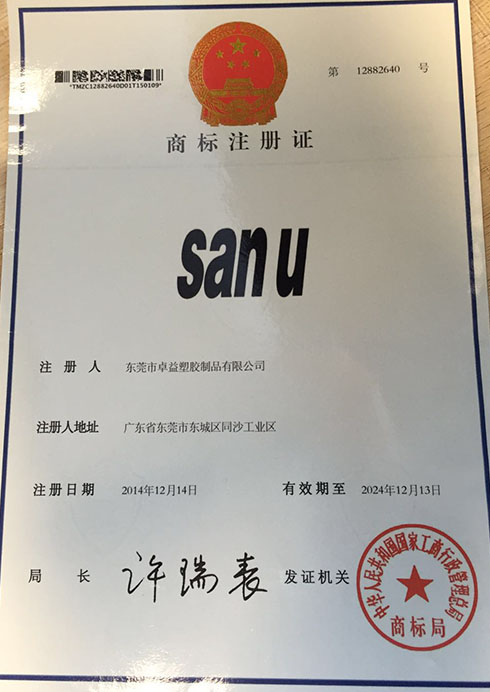 第 12882640 号
*TMZC12882640D01T150109*
商标注册证
san u
注册人 东莞市卓益塑胶制品有限公司
注册人地址 广东省东莞市东城区同沙工业区
注册日期 2014年12月14日 有效期至 2024年12月13日
局长 许瑞表 发证机关
中华人民共和国国家工商行政管理总局
商标局